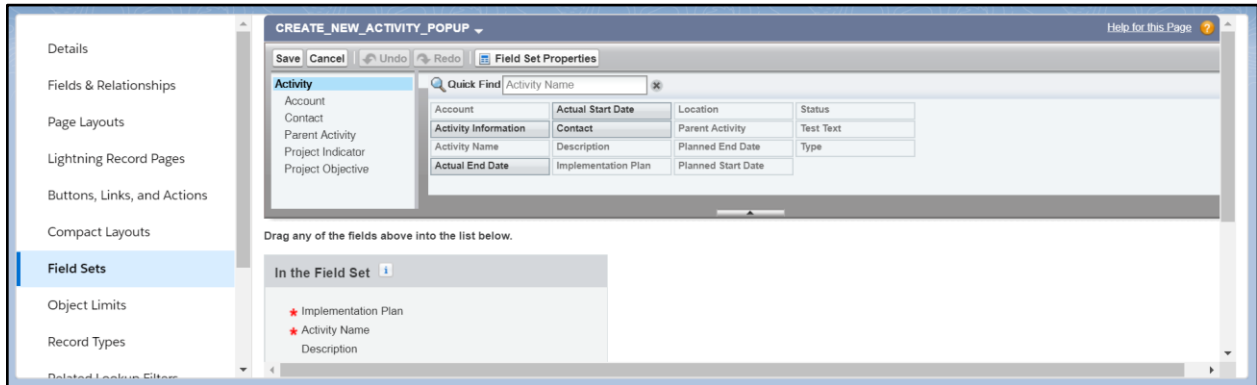 Details
Fields & Relationships
Page Layouts
Lightning Record Pages
Buttons, Links, and Actions
Compact Layouts
Field Sets
Object Limits
Record Types
Related Lookup Filters
CREATE_NEW_ACTIVITY_POPUP
Help for this Page ?
Save Cancel Undo Redo Field Set Properties
Activity
Account
Contact
Parent Activity
Project Indicator
Project Objective
Quick Find Activity Name
Account Actual Start Date Location Status
Activity Information Contact Parent Activity Test Text
Activity Name Description Planned End Date Type
Actual End Date Implementation Plan Planned Start Date
Drag any of the fields above into the list below.
In the Field Set i
* Implementation Plan
* Activity Name
Description